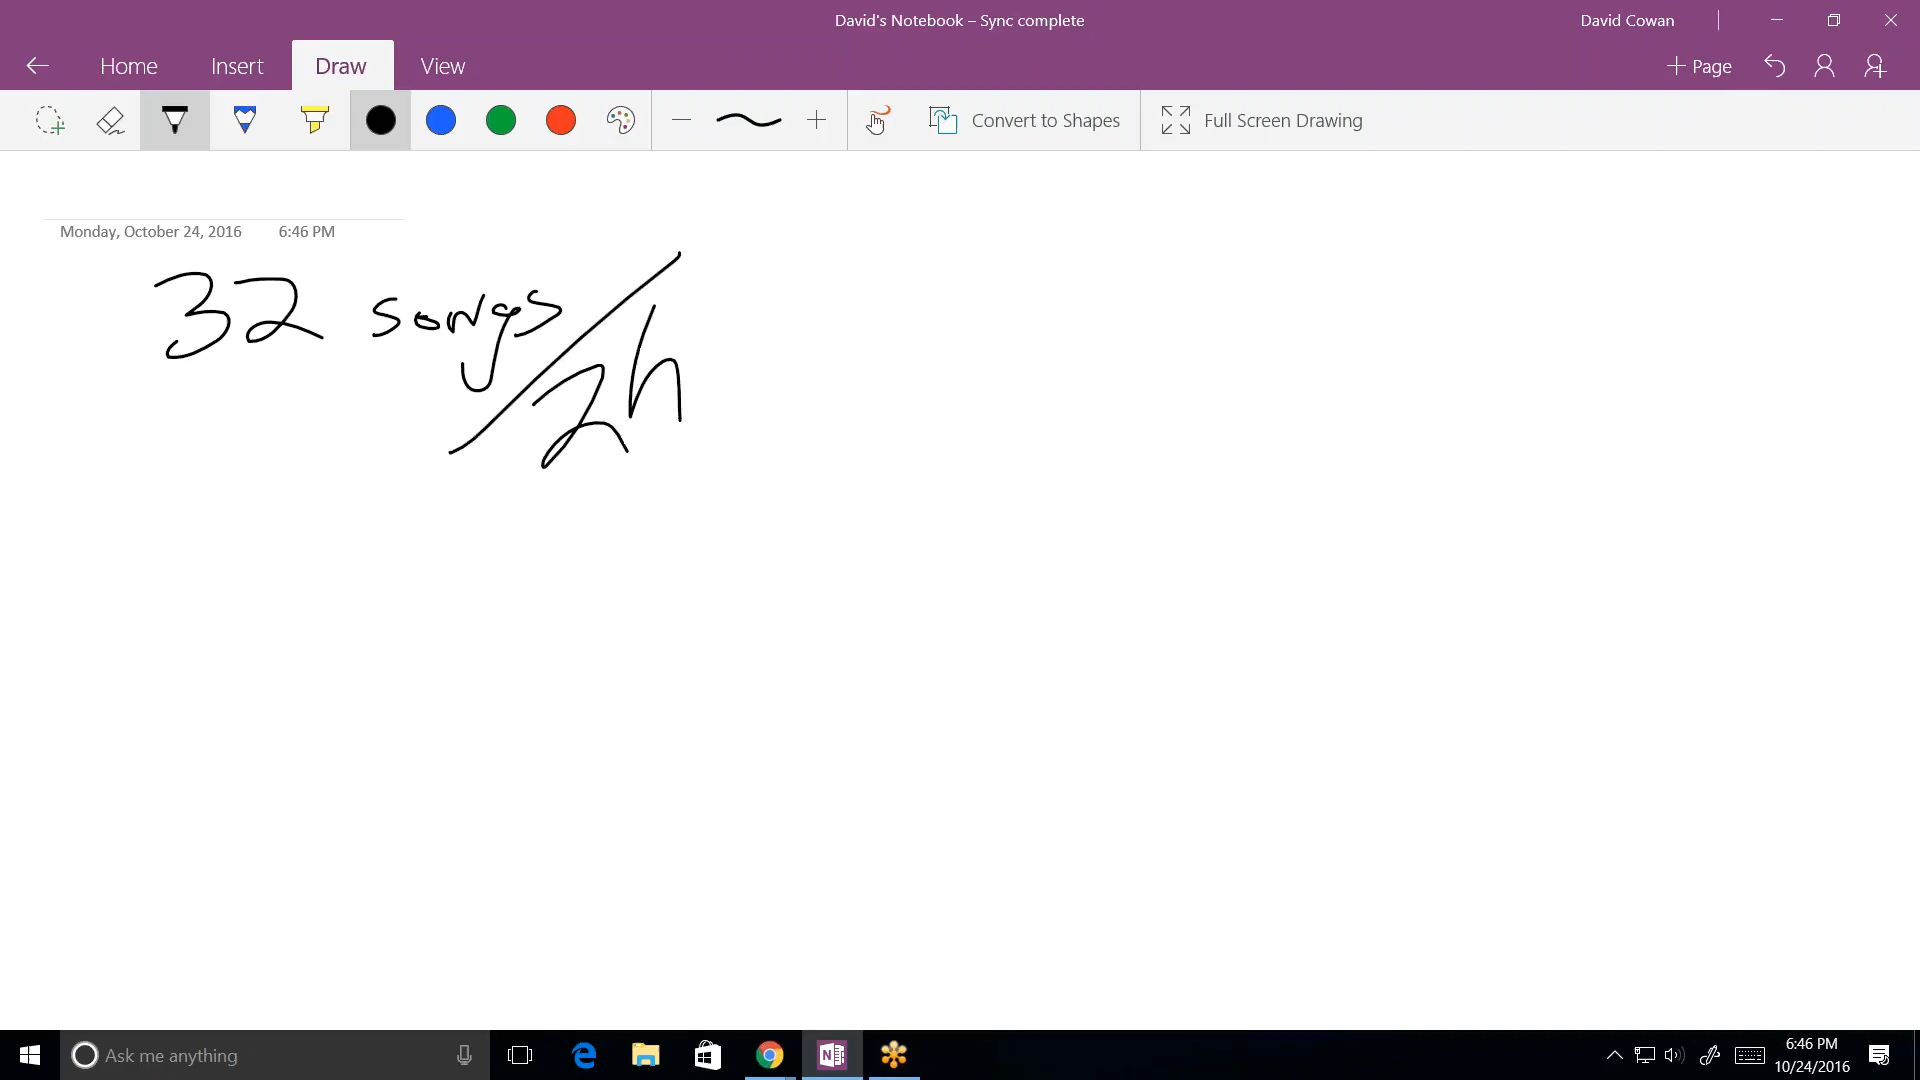 David's Notebook – Sync complete
David Cowan
Home Insert Draw View
Page
Convert to Shapes
Full Screen Drawing
Monday, October 24, 2016 6:46 PM
32 songs/2h
Ask me anything
N
6:46 PM
10/24/2016